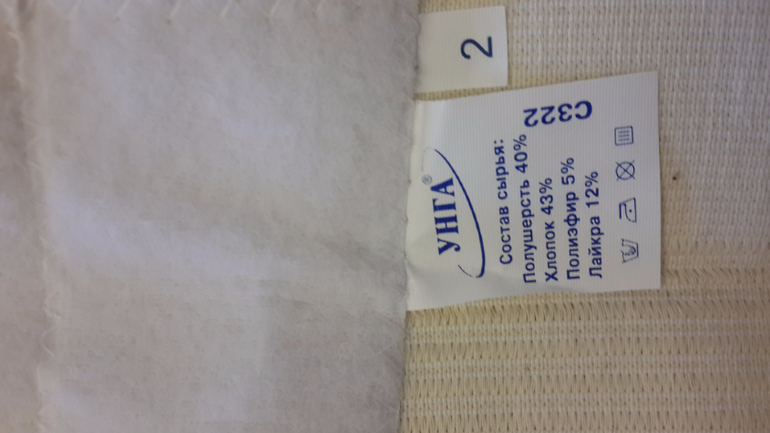 2
УНГА®
Состав сырья:
Полушерсть 40%
Хлопок 43%
Полиэфир 5%
Лайкра 12%
С322